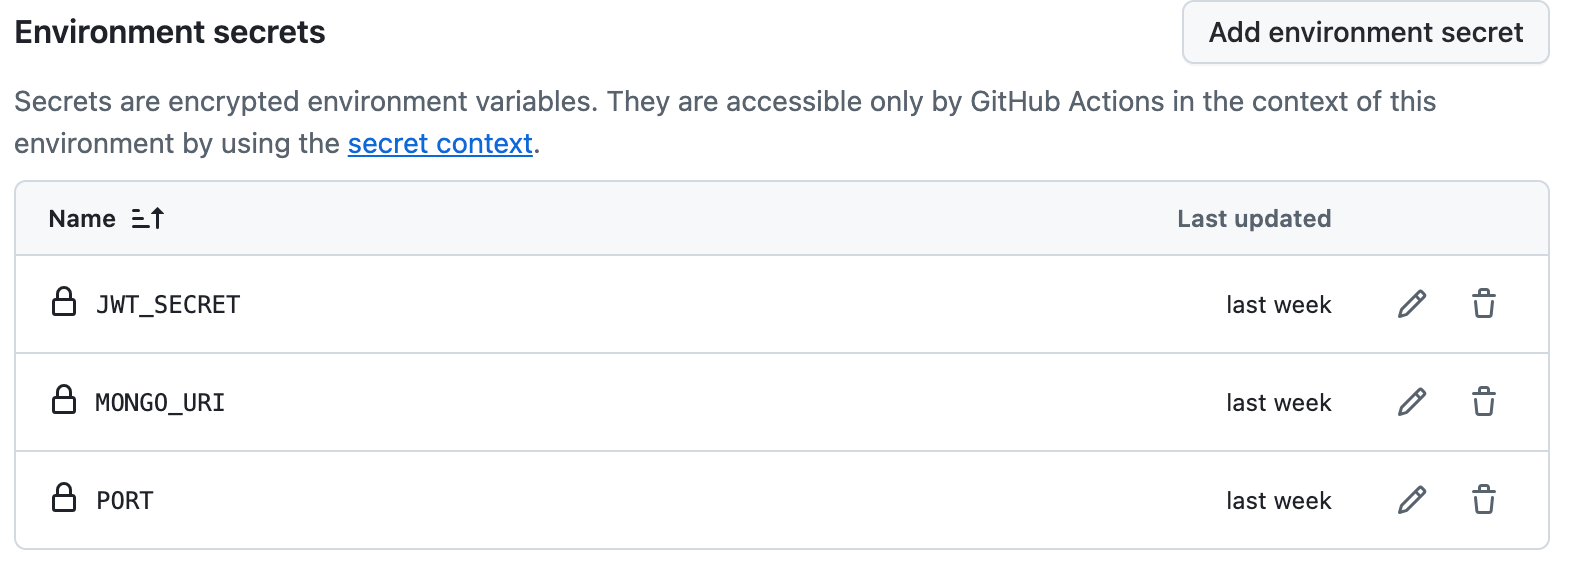 Environment secrets
Add environment secret
Secrets are encrypted environment variables. They are accessible only by GitHub Actions in the context of this
environment by using the secret context.
Name
Last updated
JWT_SECRET
last week
MONGO_URI
last week
PORT
last week